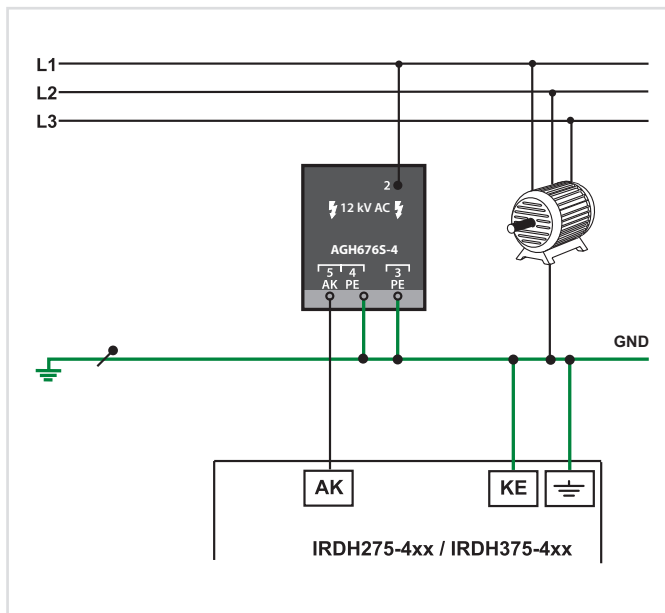 L1
L2
L3
2
12 kV AC
AGH676S-4
5 4 3
AK PE PE
GND
AK KE
IRDH275-4xx / IRDH375-4xx